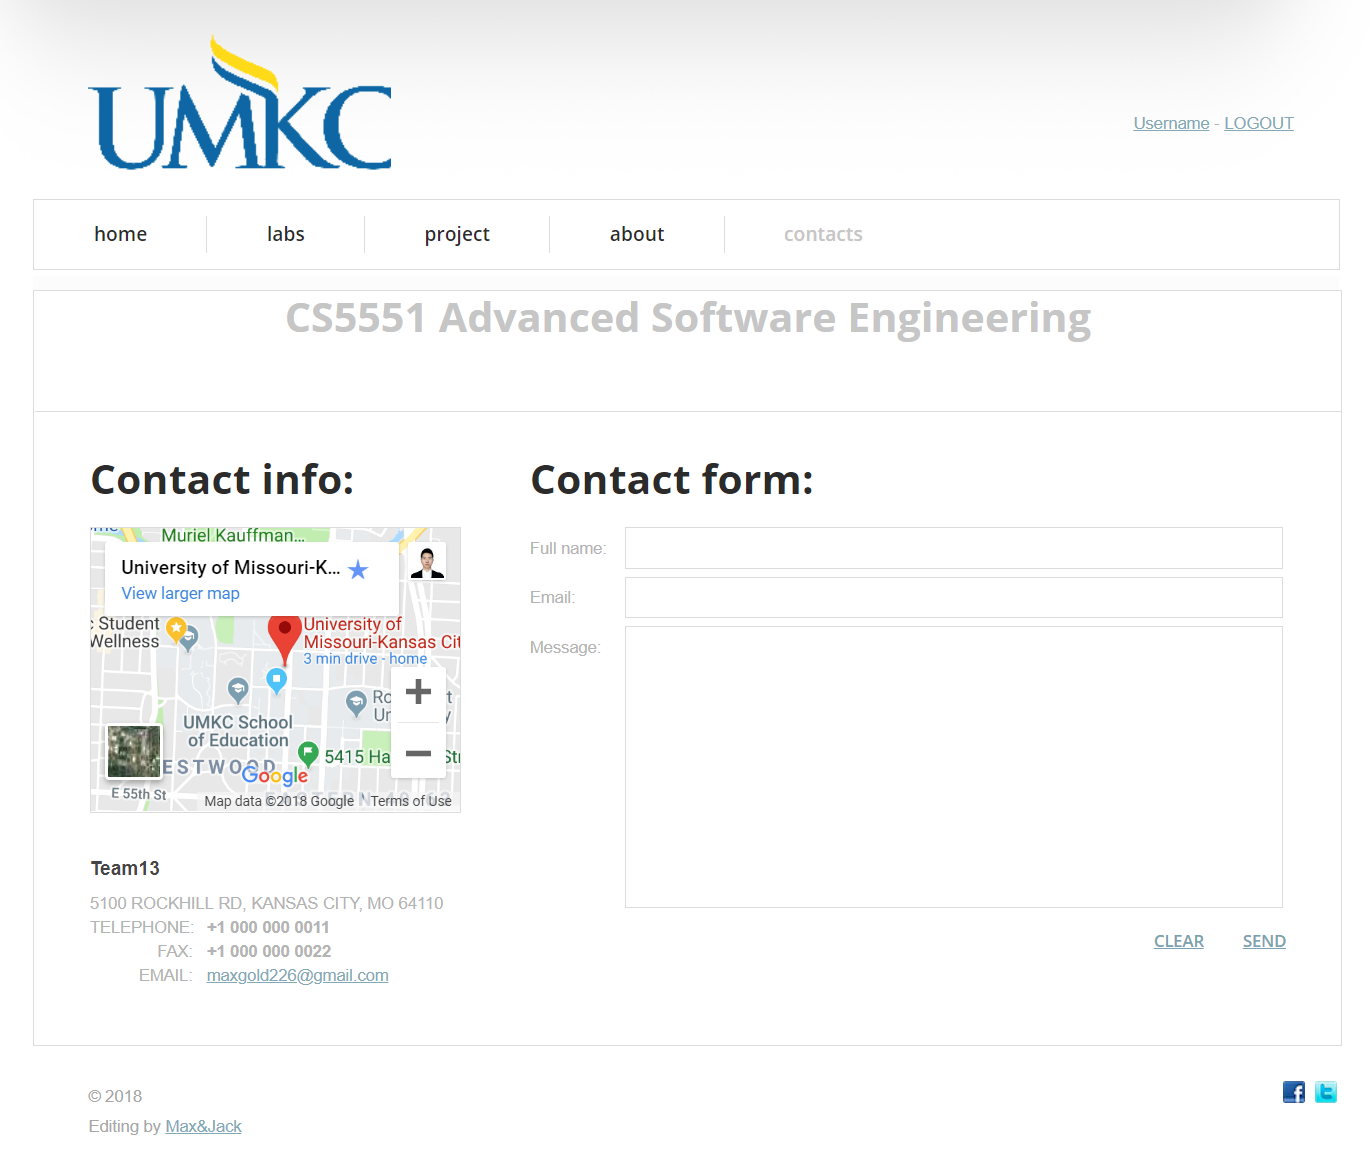 UMKC
Username - LOGOUT
home labs project about contacts
CS5551 Advanced Software Engineering
Contact info:
Muriel Kauffman...
University of Missouri-K...
View larger map
Student
Wellness
University of
Missouri-Kansas Cit
3 min drive - home
UMKC School
of Education
5415 Ha
ESTWOOD
Google
E 55th St
Map data ©2018 Google Terms of Use
Team13
5100 ROCKHILL RD, KANSAS CITY, MO 64110
TELEPHONE: +1 000 000 0011
FAX: +1 000 000 0022
EMAIL: maxgold226@gmail.com
Contact form:
Full name:
Email:
Message:
CLEAR SEND
© 2018
Editing by Max&Jack